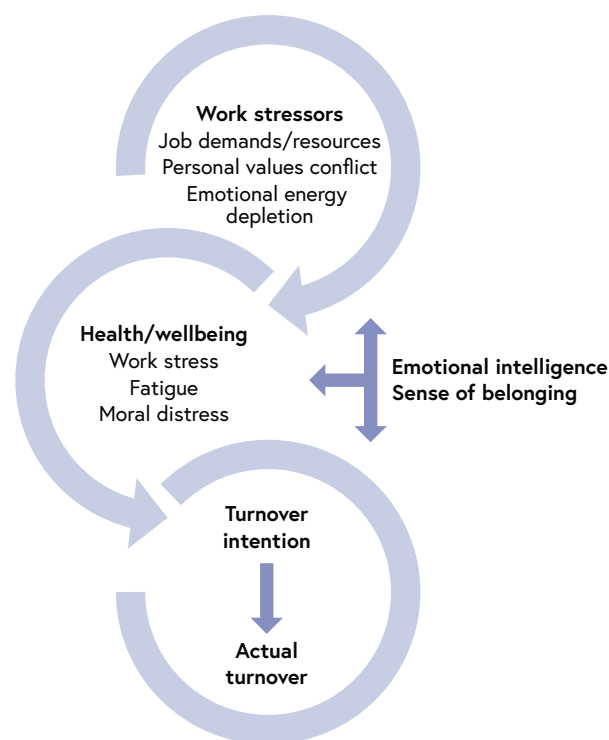 Work stressors
Job demands/resources
Personal values conflict
Emotional energy
depletion
Health/wellbeing
Work stress
Fatigue
Moral distress
Emotional intelligence
Sense of belonging
Turnover
intention
Actual
turnover